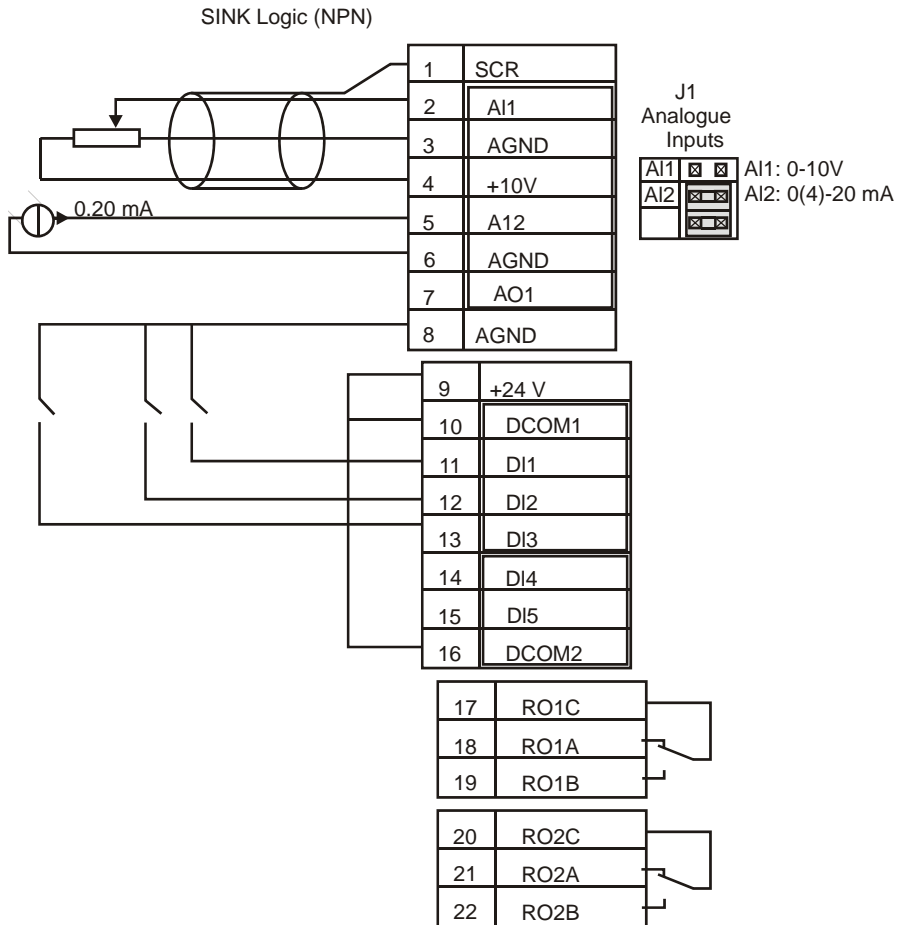 SINK Logic (NPN)
1 SCR
2 AI1
3 AGND
4 +10V
5 A12
6 AGND
7 AO1
8 AGND
0.20 mA
J1
Analogue
Inputs
AI1 AI1: 0-10V
AI2 AI2: 0(4)-20 mA
9 +24 V
10 DCOM1
11 DI1
12 DI2
13 DI3
14 DI4
15 DI5
16 DCOM2
17 RO1C
18 RO1A
19 RO1B
20 RO2C
21 RO2A
22 RO2B